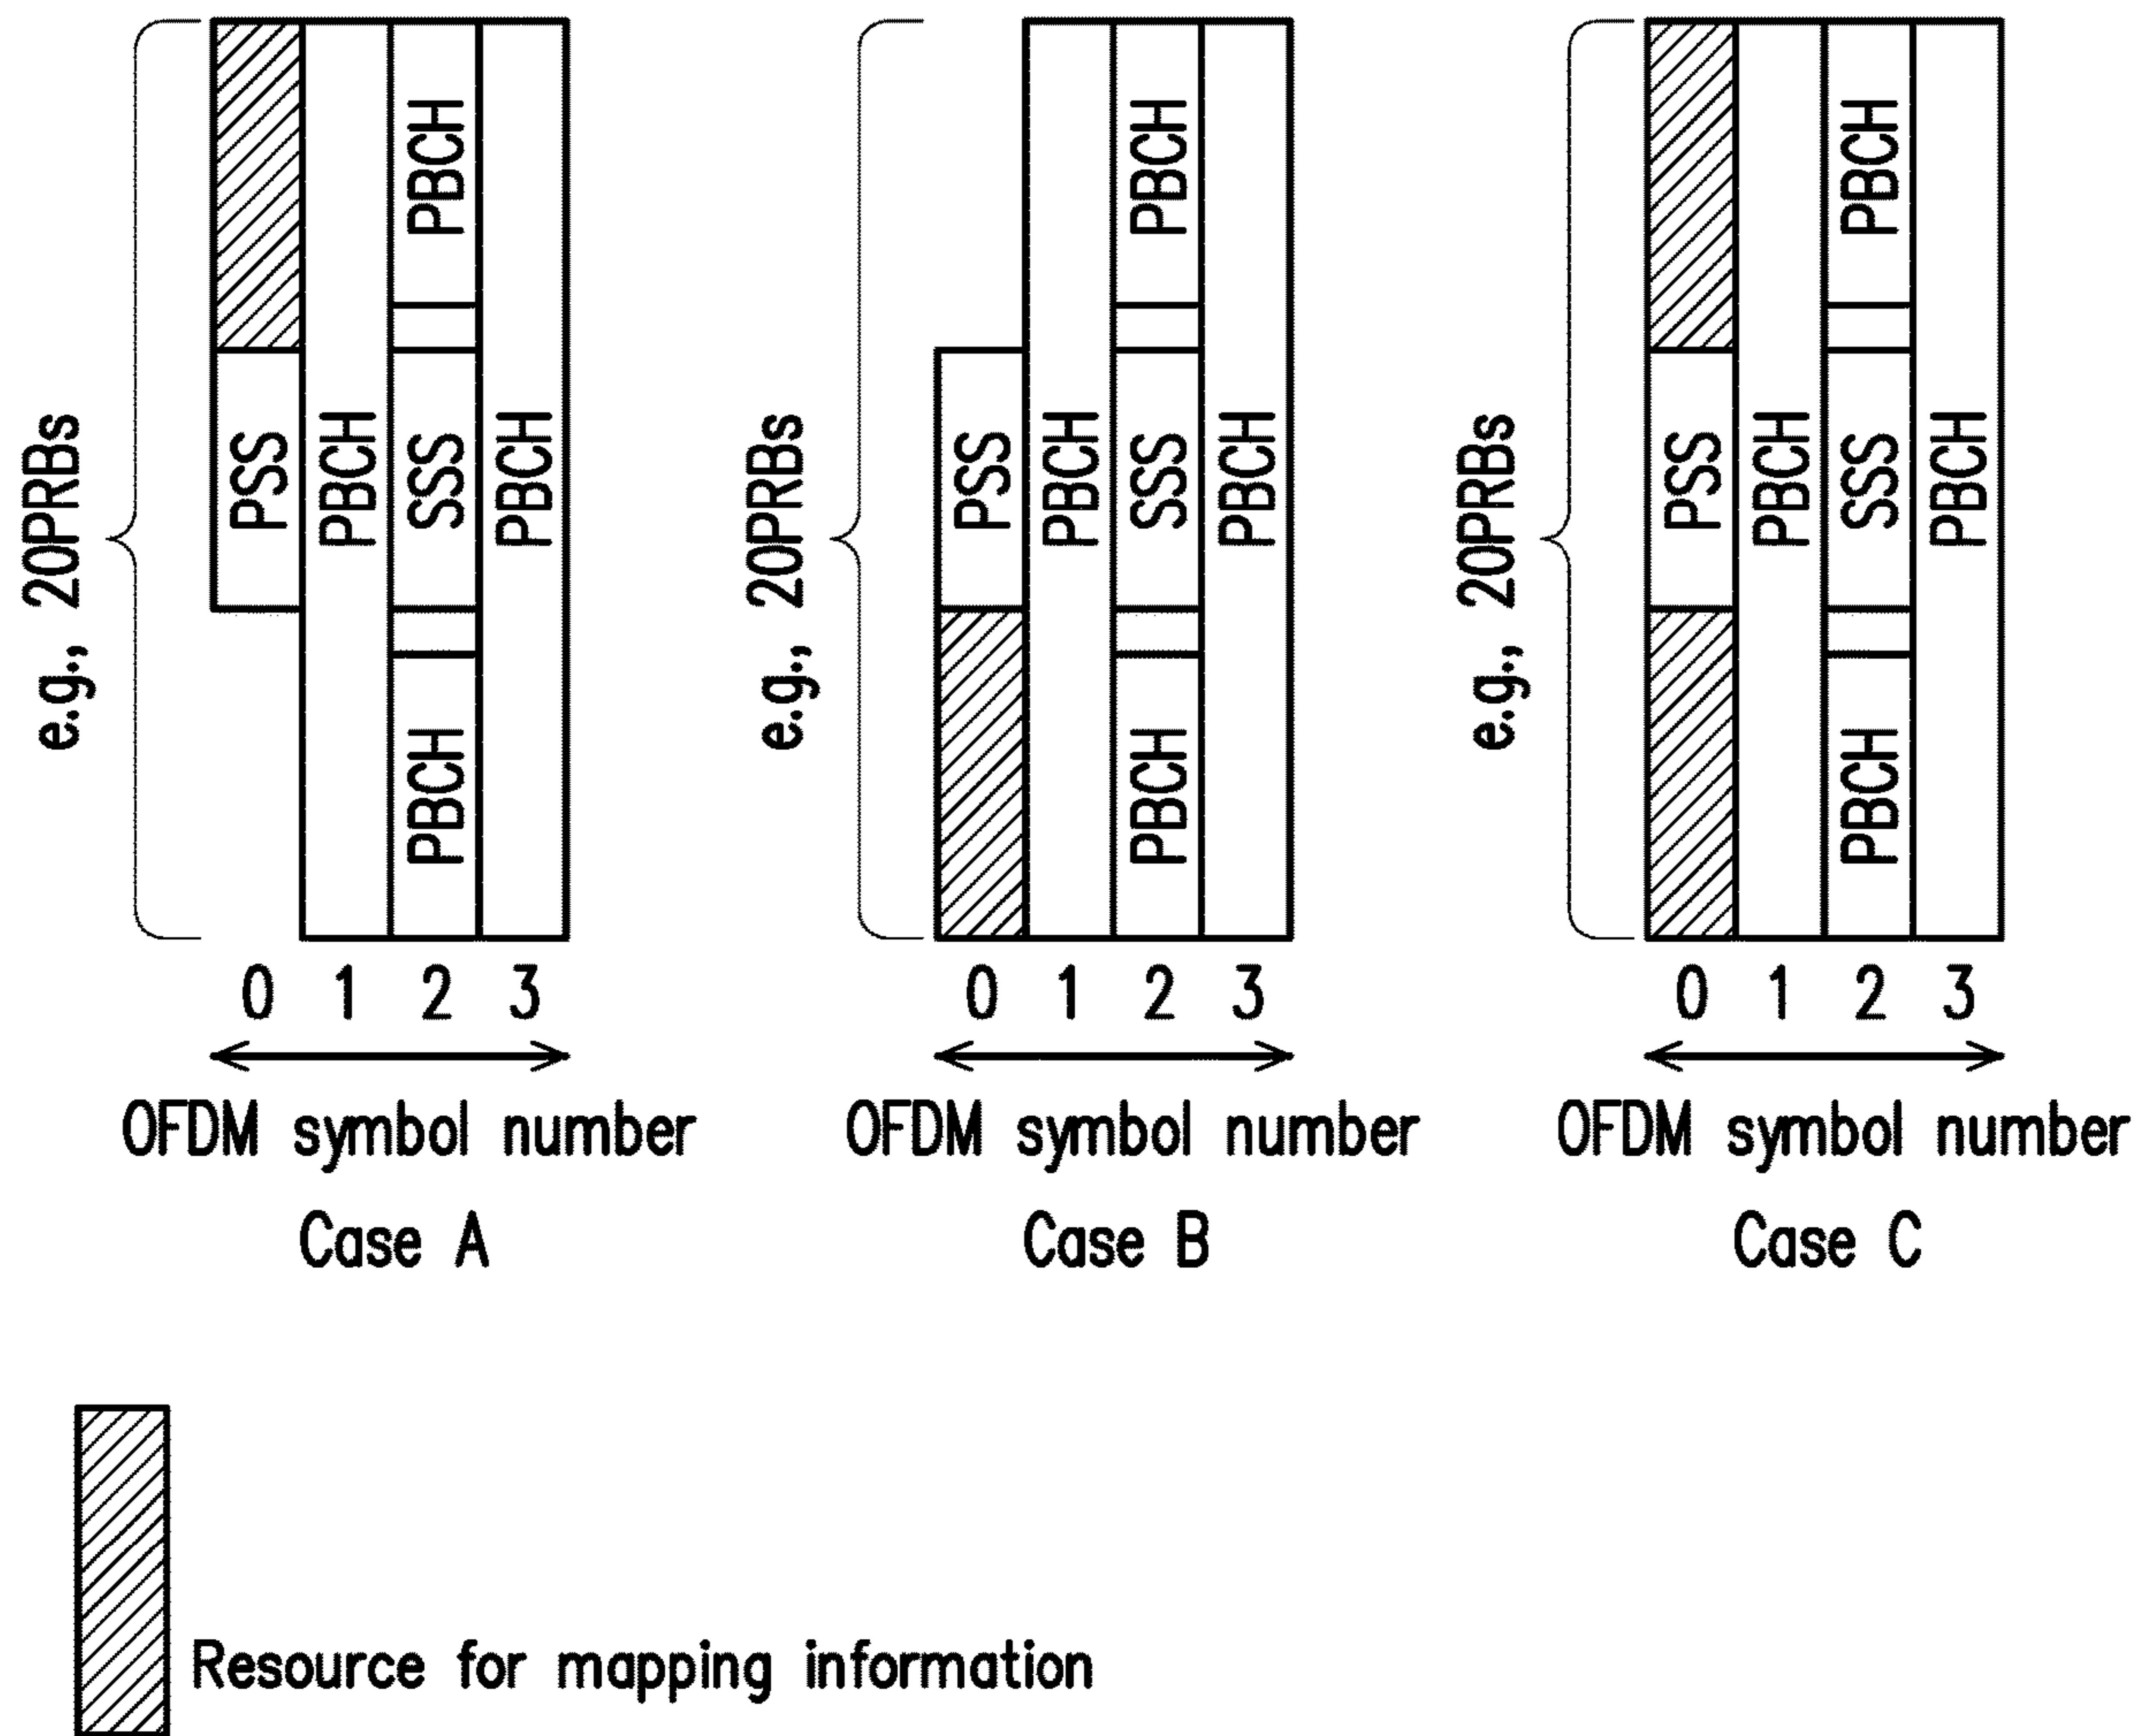 e.g., 20PRBs
PSS
PBCH
PBCH
SSS
PBCH
PBCH
0 1 2 3
OFDM symbol number
Case A
e.g., 20PRBs
PSS
PBCH
PBCH
SSS
PBCH
PBCH
0 1 2 3
OFDM symbol number
Case B
e.g., 20PRBs
PSS
PBCH
PBCH
SSS
PBCH
PBCH
0 1 2 3
OFDM symbol number
Case C
Resource for mapping information